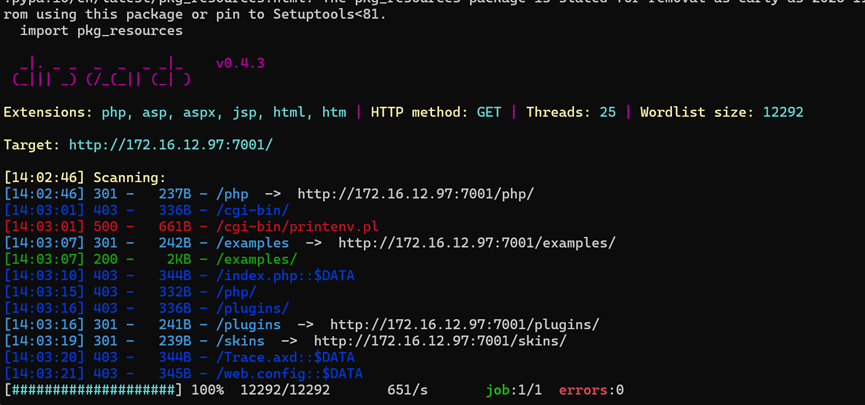 rom using this package or pin to Setuptools<81.
  import pkg_resources
v0.4.3
Extensions: php, asp, aspx, jsp, html, htm | HTTP method: GET | Threads: 25 | Wordlist size: 12292
Target: http://172.16.12.97:7001/
[14:02:46] Scanning:
[14:02:46] 301 -   237B - /php  ->  http://172.16.12.97:7001/php/
[14:03:01] 403 -   336B - /cgi-bin/
[14:03:01] 500 -   661B - /cgi-bin/printenv.pl
[14:03:07] 301 -   242B - /examples  ->  http://172.16.12.97:7001/examples/
[14:03:07] 200 -    2KB - /examples/
[14:03:10] 403 -   344B - /index.php::$DATA
[14:03:15] 403 -   332B - /php/
[14:03:16] 403 -   336B - /plugins/
[14:03:16] 301 -   241B - /plugins  ->  http://172.16.12.97:7001/plugins/
[14:03:19] 301 -   239B - /skins  ->  http://172.16.12.97:7001/skins/
[14:03:20] 403 -   344B - /Trace.axd::$DATA
[14:03:21] 403 -   345B - /web.config::$DATA
[####################] 100%  12292/12292       651/s       job:1/1  errors:0